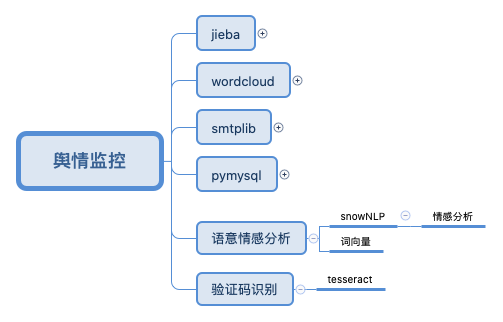 舆情监控
jieba
wordcloud
smtplib
pymysql
语意情感分析
snowNLP
情感分析
词向量
验证码识别
tesseract